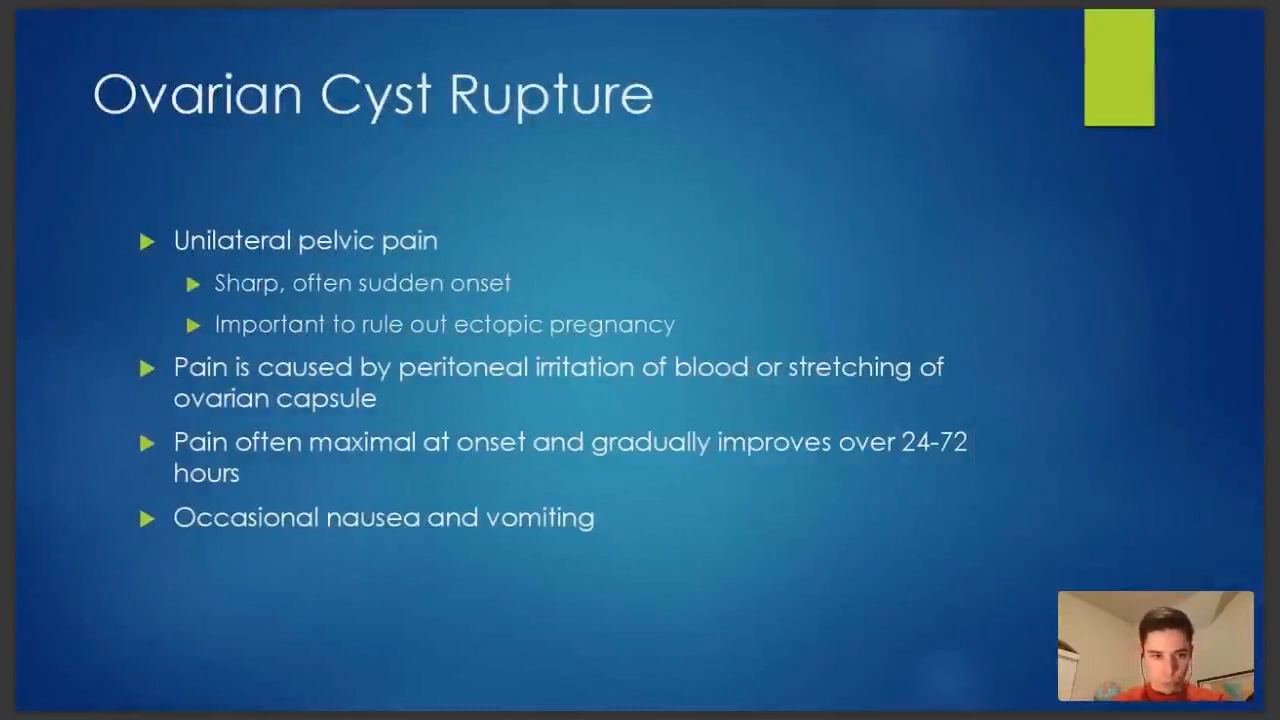 Ovarian Cyst Rupture
Unilateral pelvic pain
Sharp, often sudden onset
Important to rule out ectopic pregnancy
Pain is caused by peritoneal irritation of blood or stretching of
ovarian capsule
Pain often maximal at onset and gradually improves over 24-72
hours
Occasional nausea and vomiting